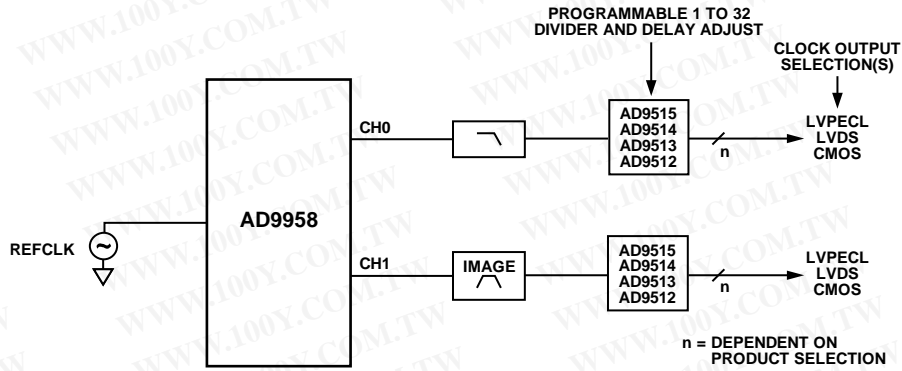 PROGRAMMABLE 1 TO 32
DIVIDER AND DELAY ADJUST
CLOCK OUTPUT
SELECTION(S)
REFCLK
~
AD9958
CH0
AD9515
AD9514
AD9513
AD9512
n
LVPECL
LVDS
CMOS
CH1
IMAGE
AD9515
AD9514
AD9513
AD9512
n
LVPECL
LVDS
CMOS
n = DEPENDENT ON
PRODUCT SELECTION
WWW.100Y.COM.TW